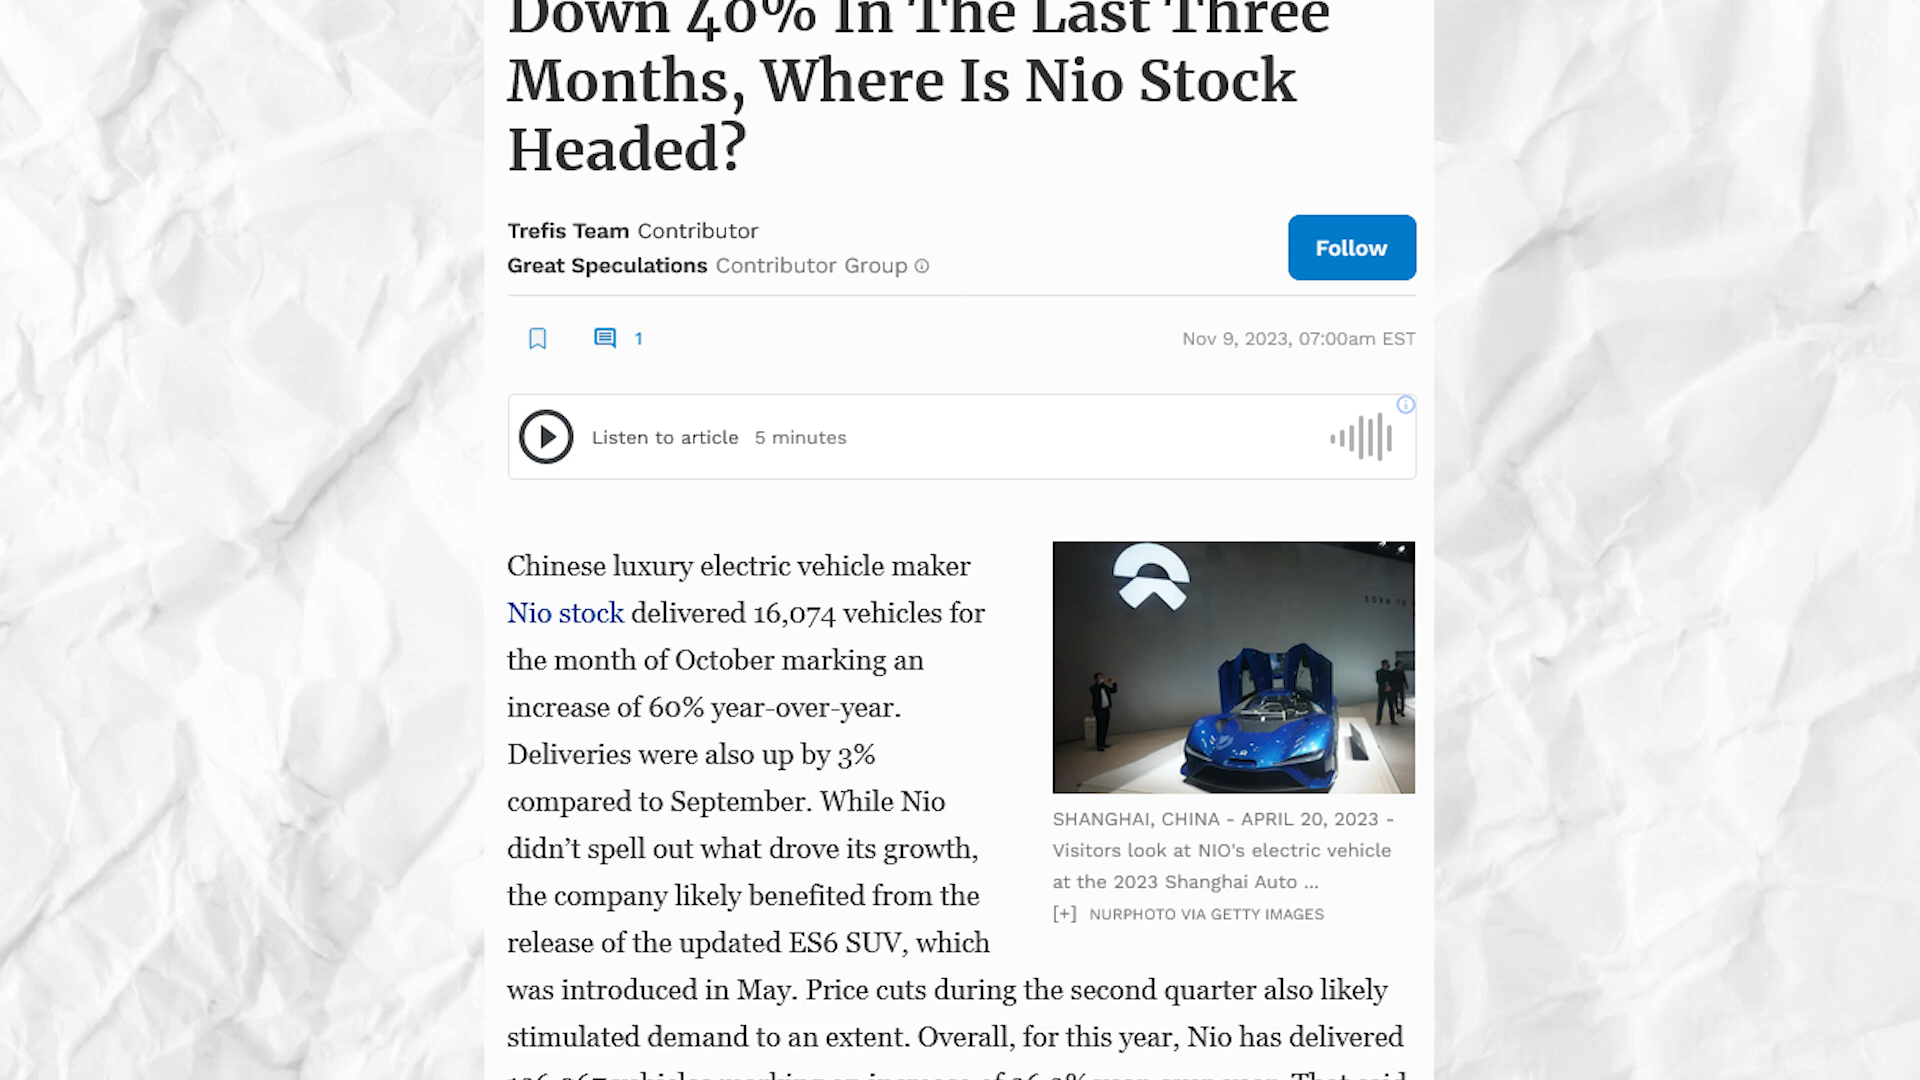 Down 40% In The Last Three
Months, Where Is Nio Stock
Headed?
Trefis Team Contributor
Great Speculations Contributor Group
Follow
1
Nov 9, 2023, 07:00am EST
Listen to article 5 minutes
Chinese luxury electric vehicle maker
Nio stock delivered 16,074 vehicles for
the month of October marking an
increase of 60% year-over-year.
Deliveries were also up by 3%
compared to September. While Nio
didn’t spell out what drove its growth,
the company likely benefited from the
release of the updated ES6 SUV, which
was introduced in May. Price cuts during the second quarter also likely
stimulated demand to an extent. Overall, for this year, Nio has delivered
BORN TO
SHANGHAI, CHINA - APRIL 20, 2023 -
Visitors look at NIO's electric vehicle
at the 2023 Shanghai Auto ...
[+] NURPHOTO VIA GETTY IMAGES